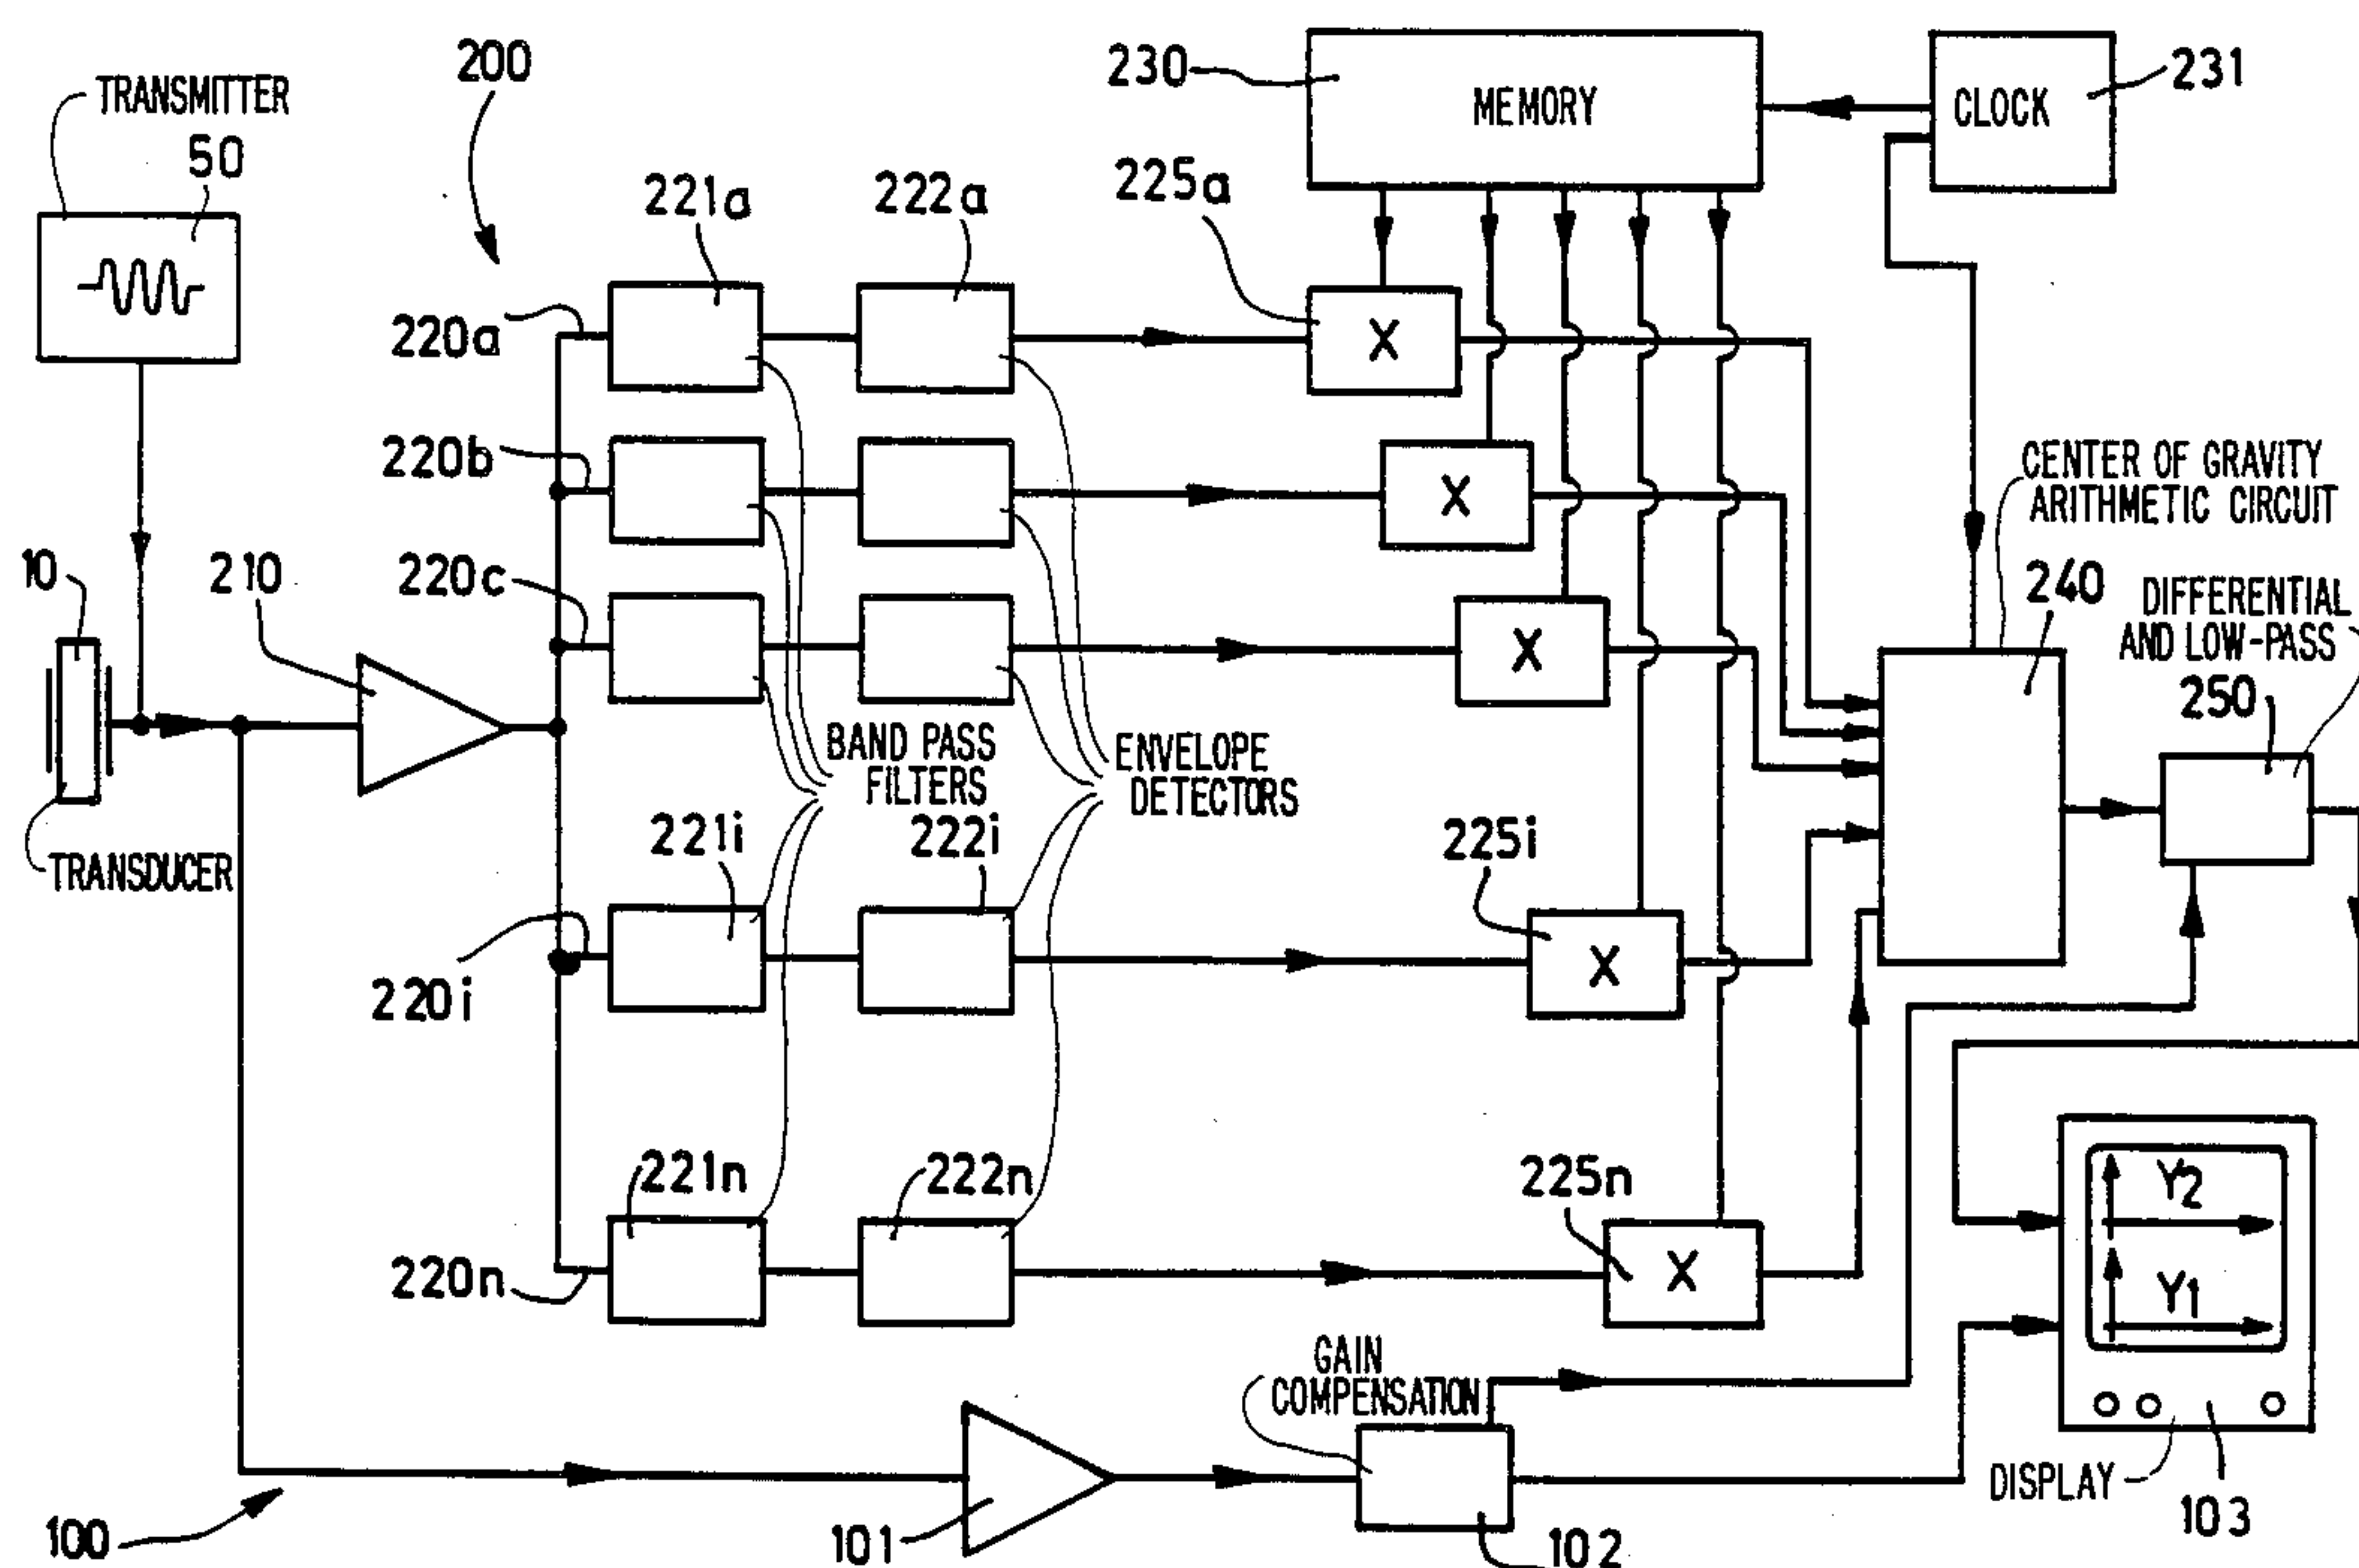 TRANSMITTER
50
200
230
MEMORY
CLOCK
231
221a
222a
225a
220a
X
220b
X
220c
X
CENTER OF GRAVITY
ARITHMETIC CIRCUIT
240
DIFFERENTIAL
AND LOW-PASS
250
10
210
TRANSDUCER
BAND PASS
FILTERS
ENVELOPE
DETECTORS
221i
222i
225i
220i
X
221n
222n
225n
220n
X
Y2
Y1
GAIN
COMPENSATION
DISPLAY
103
100
101
102